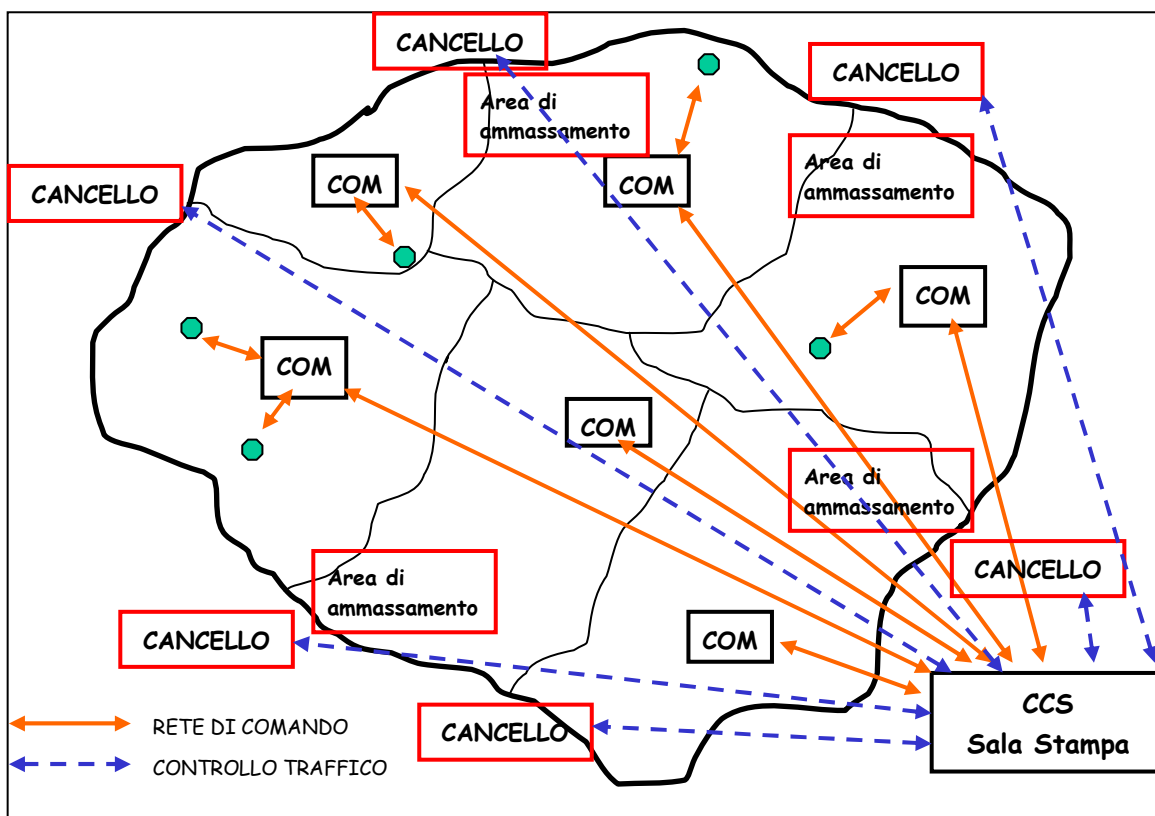 CANCELLO
CANCELLO
Area di
ammassamento
Area di
ammassamento
CANCELLO
COM
COM
COM
COM
COM
Area di
ammassamento
CANCELLO
Area di
ammassamento
CANCELLO
COM
CANCELLO
CCS
Sala Stampa
RETE DI COMANDO
CONTROLLO TRAFFICO